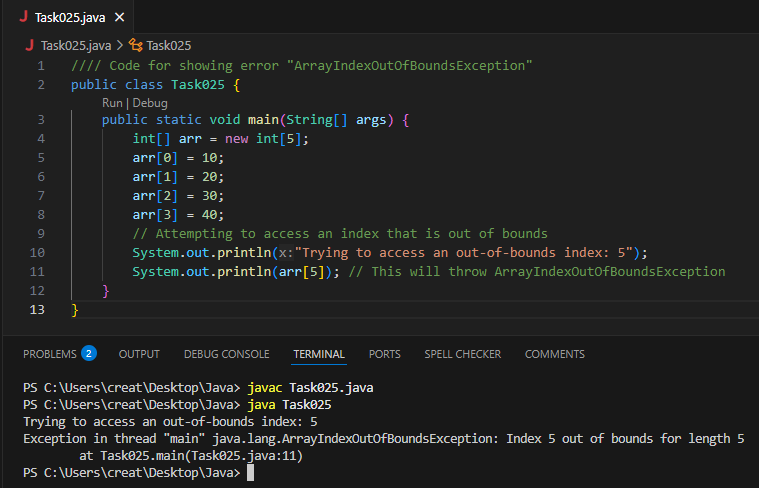 J Task025.java ×
J Task025.java > Task025
1 //// Code for showing error "ArrayIndexOutOfBoundsException"
2 public class Task025 {
Run | Debug
3 public static void main(String[] args) {
4 int[] arr = new int[5];
5 arr[0] = 10;
6 arr[1] = 20;
7 arr[2] = 30;
8 arr[3] = 40;
9 // Attempting to access an index that is out of bounds
10 System.out.println(x:"Trying to access an out-of-bounds index: 5");
11 System.out.println(arr[5]); // This will throw ArrayIndexOutOfBoundsException
12 }
13 }
PROBLEMS 2 OUTPUT DEBUG CONSOLE TERMINAL PORTS SPELL CHECKER COMMENTS
PS C:\Users\creat\Desktop\Java> javac Task025.java
PS C:\Users\creat\Desktop\Java> java Task025
Trying to access an out-of-bounds index: 5
Exception in thread "main" java.lang.ArrayIndexOutOfBoundsException: Index 5 out of bounds for length 5
at Task025.main(Task025.java:11)
PS C:\Users\creat\Desktop\Java>